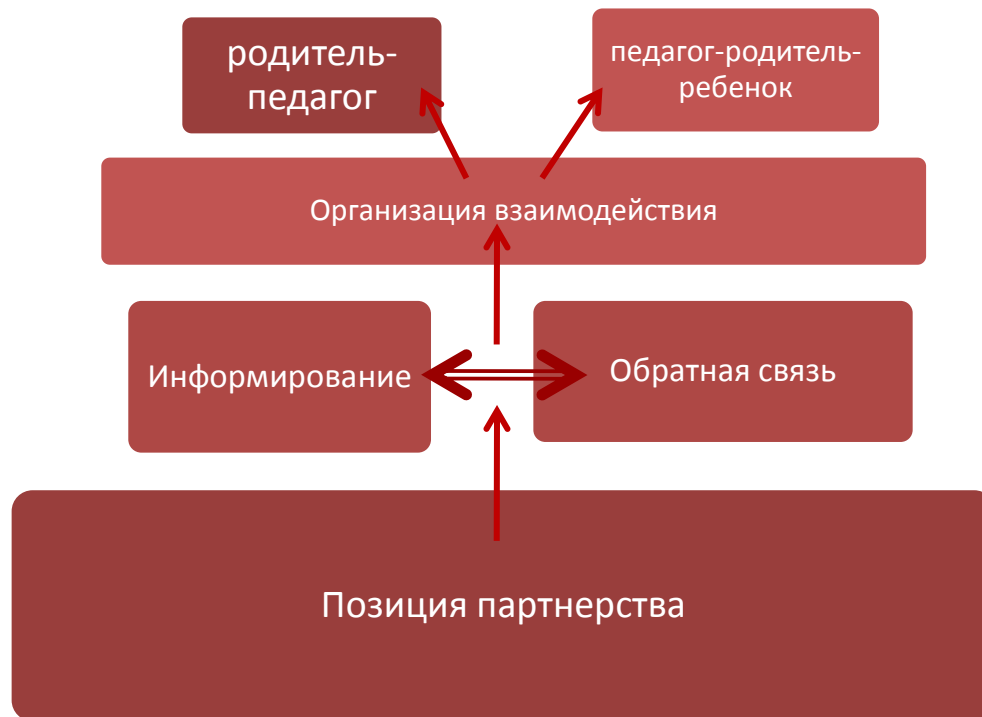 родитель-
педагог
педагог-родитель-
ребенок
Организация взаимодействия
Информирование
Обратная связь
Позиция партнерства